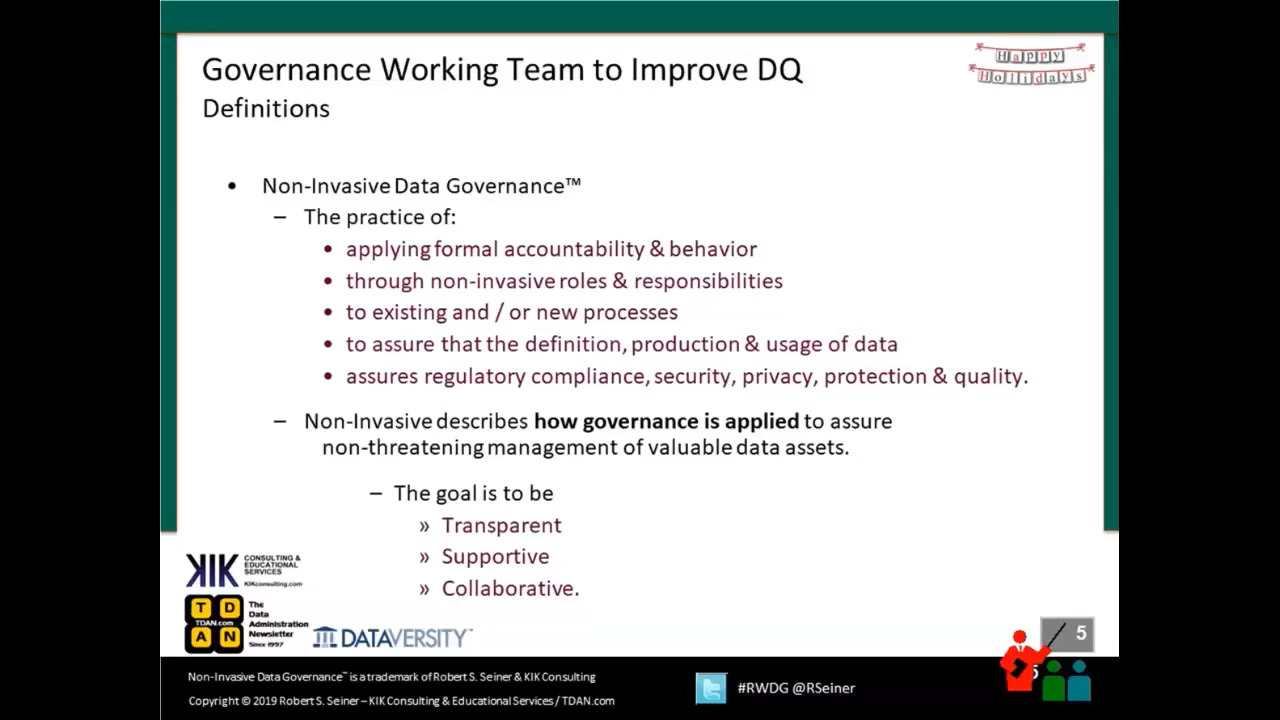 Governance Working Team to Improve DQ
Happy
Holidays
Definitions
• Non-Invasive Data Governance™
– The practice of:
• applying formal accountability & behavior
• through non-invasive roles & responsibilities
• to existing and / or new processes
• to assure that the definition, production & usage of data
• assures regulatory compliance, security, privacy, protection & quality.
– Non-Invasive describes how governance is applied to assure
non-threatening management of valuable data assets.
– The goal is to be
» Transparent
» Supportive
» Collaborative.
KIK CONSULTING &
EDUCATIONAL
SERVICES
KIKconsulting.com
T D
TDAN.com
A N
The
Data
Administration
Newsletter
Since 1997
DATAVERSITY™
5
5
Non-Invasive Data Governance™ is a trademark of Robert S. Seiner & KIK Consulting
Copyright © 2019 Robert S. Seiner – KIK Consulting & Educational Services / TDAN.com
#RWDG @RSeiner